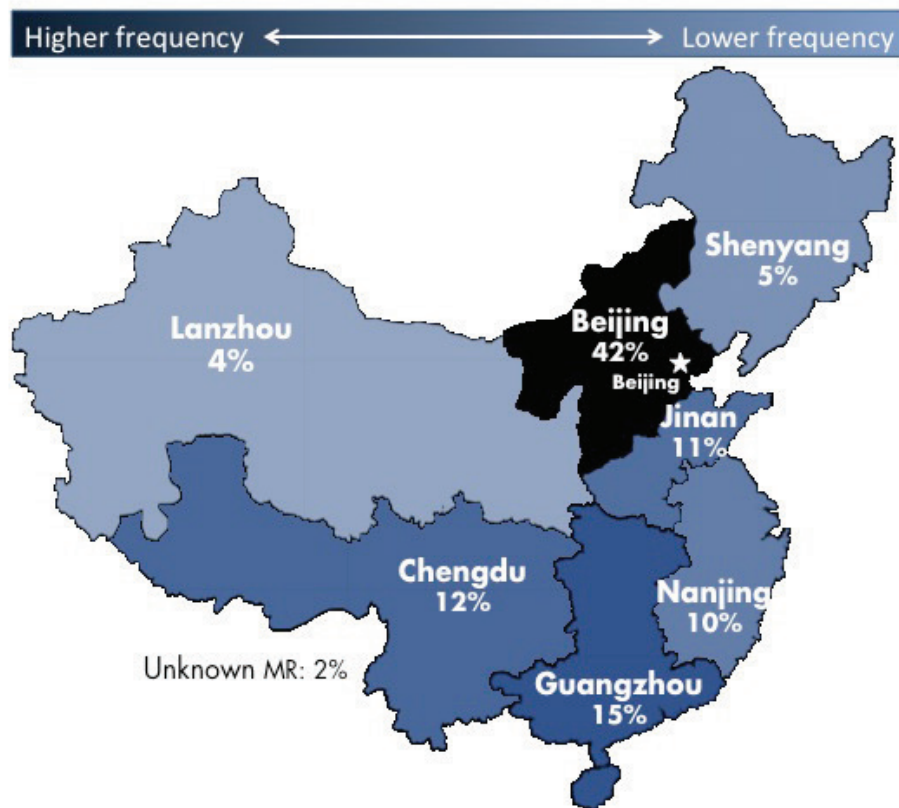 Higher frequency
Lower frequency
Shenyang
5%
Lanzhou
4%
Beijing
42%
Beijing
Jinan
11%
Chengdu
12%
Nanjing
10%
Unknown MR: 2%
Guangzhou
15%